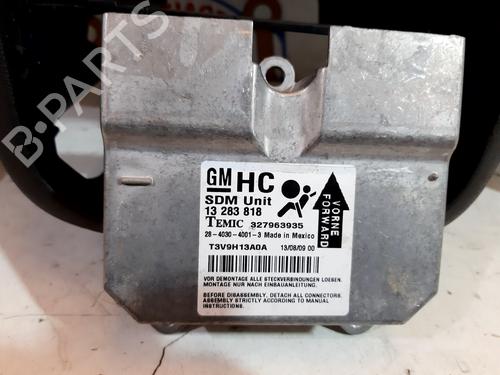 GM HC
SDM Unit
13 283 818
TEMIC 327963935
28-4030-4001-3 Made in Mexico
13/08/09 00
T3V9H13A0A
VORNE
FORWARD
VOR DEMONTAGE ALLE STECKVERBINDUNGEN LOESEN.
MONTAGE NUR NACH EINBAUANLEITUNG.
BEFORE DISASSEMBLY, DETACH ALL CONNECTORS.
ASSEMBLY STRICTLY ACCORDING TO MANUAL
INSTRUCTIONS.
B-PARTS